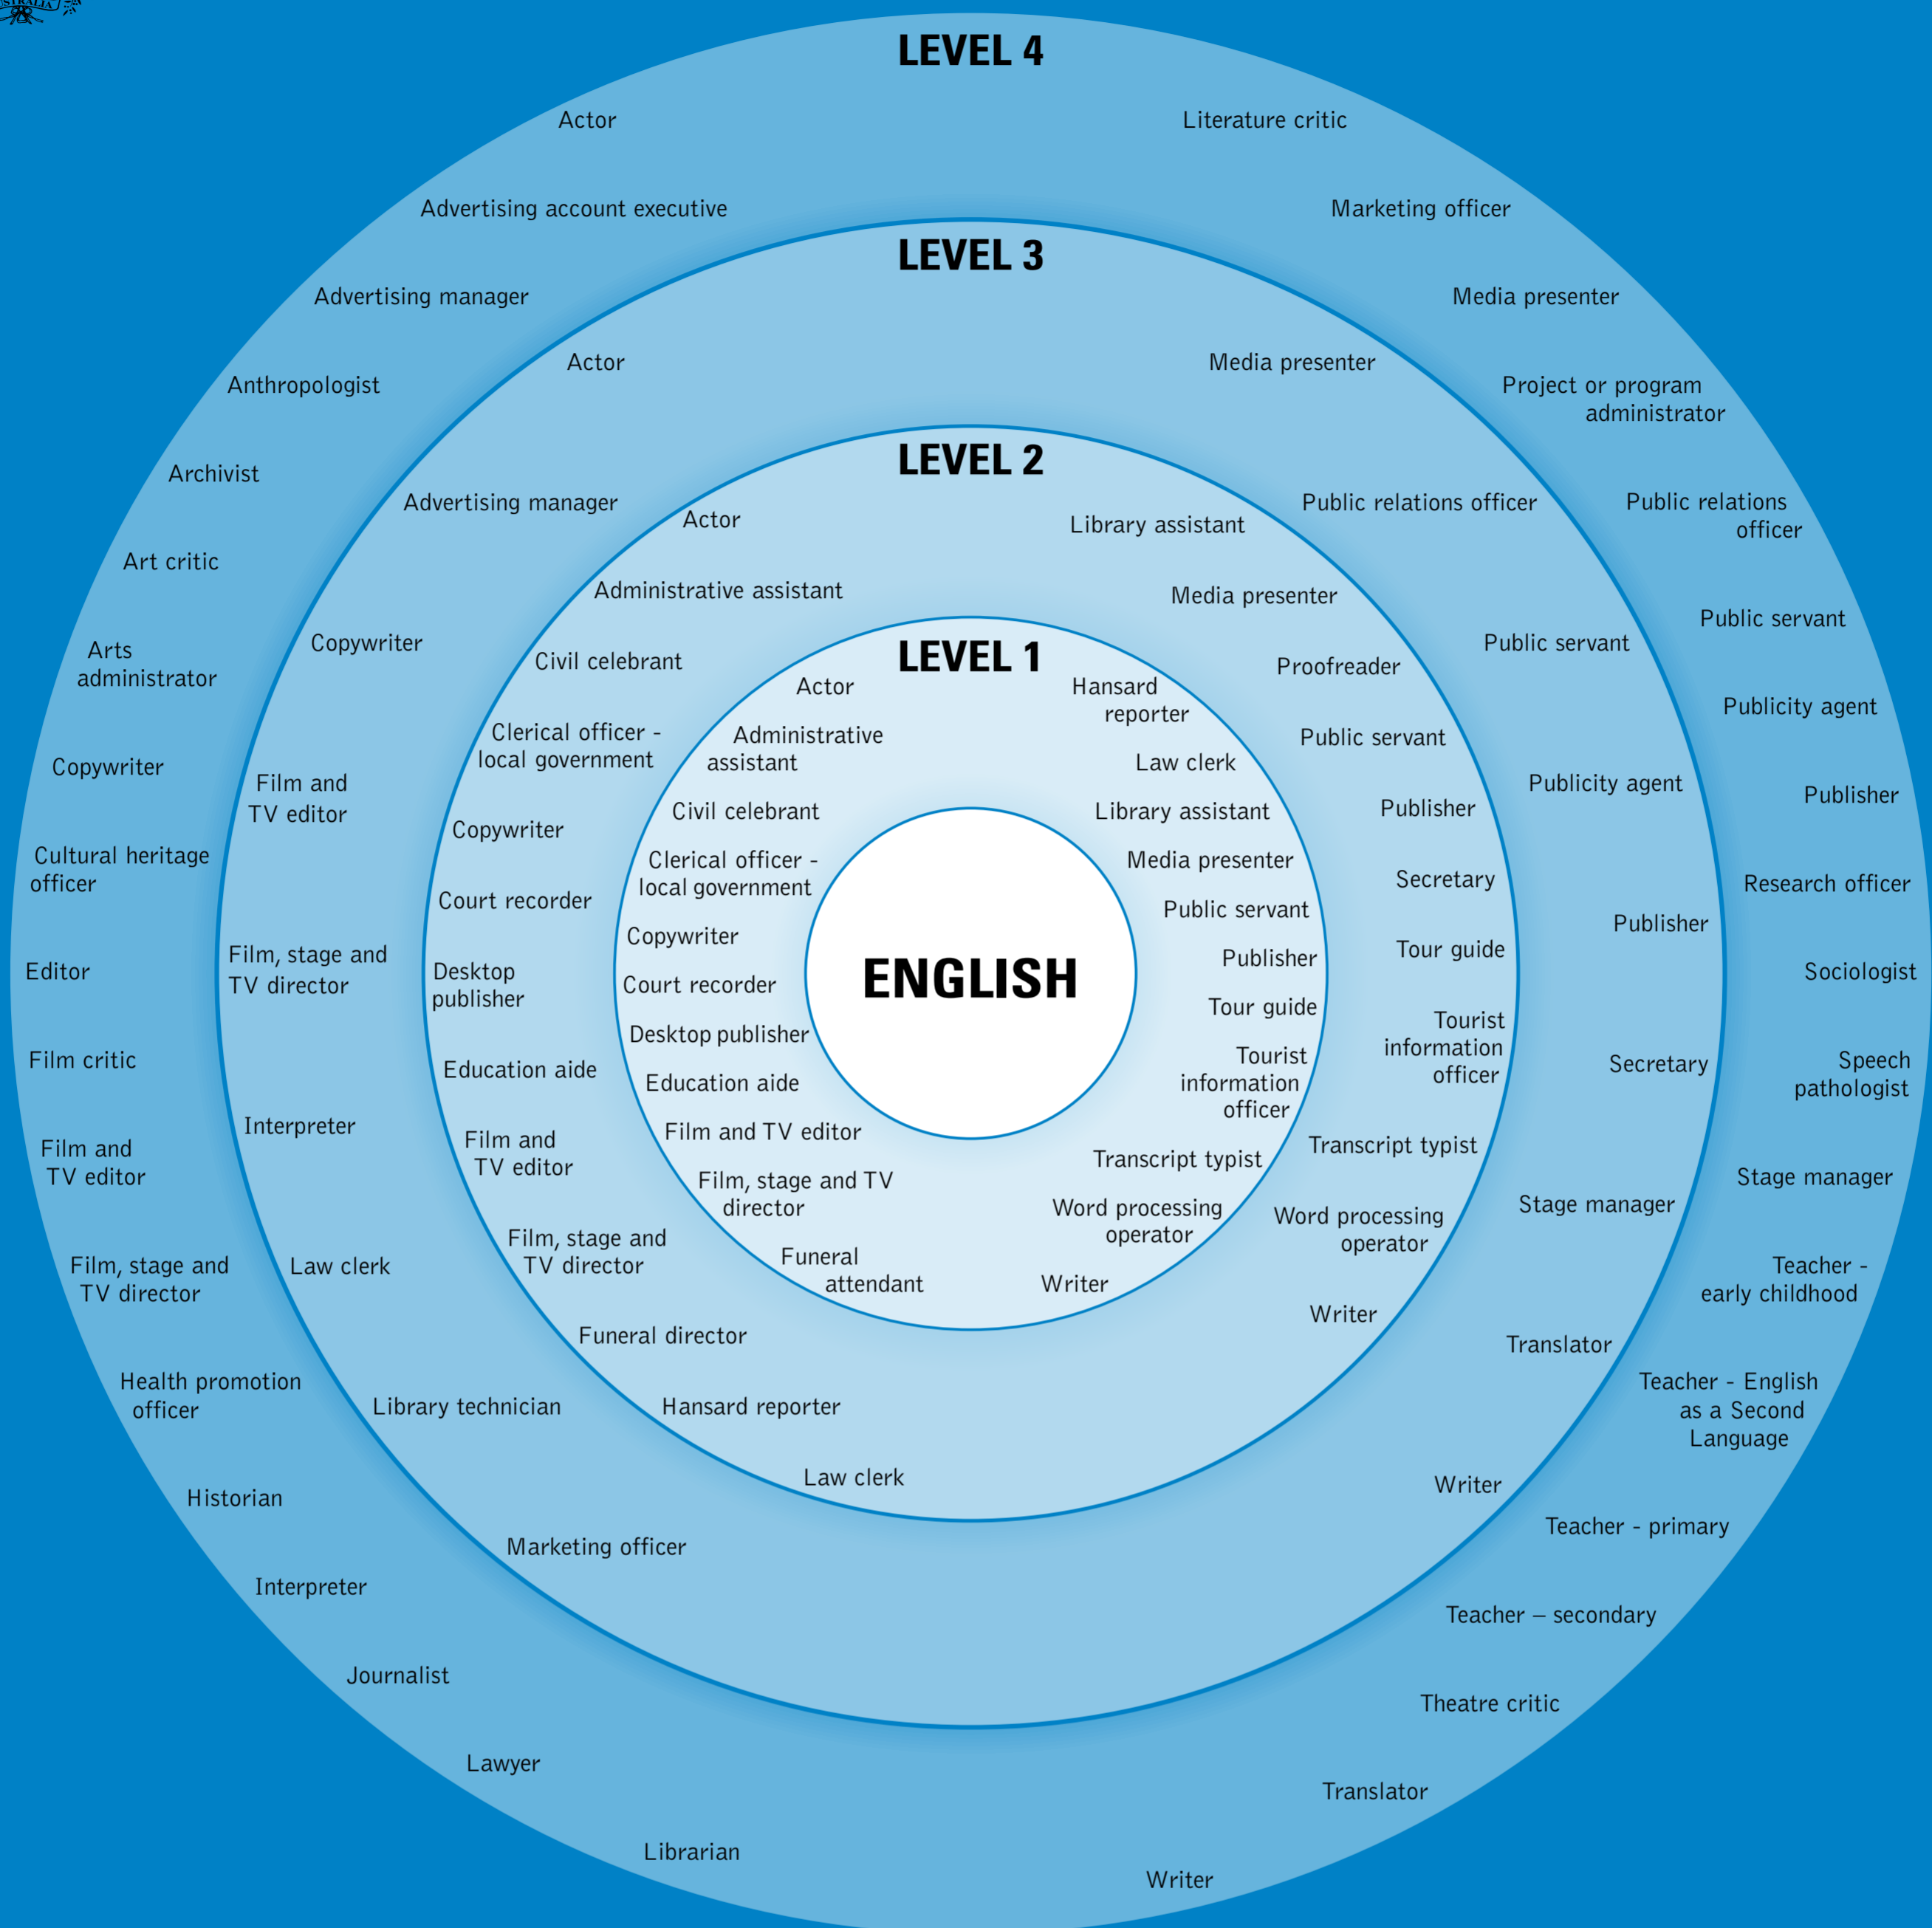 STRALIA
LEVEL 4
Actor
Advertising account executive
Advertising manager
Anthropologist
Archivist
Art critic
Arts
administrator
Copywriter
Cultural heritage
officer
Editor
Film critic
Film and
TV editor
Film, stage and
TV director
Health promotion
officer
Historian
Interpreter
Journalist
Lawyer
Librarian
Literature critic
Marketing officer
Media presenter
Project or program
administrator
Public relations
officer
Public servant
Publicity agent
Publisher
Research officer
Sociologist
Speech
pathologist
Stage manager
Teacher -
early childhood
Teacher - English
as a Second
Language
Teacher - primary
Teacher – secondary
Theatre critic
Translator
Writer
LEVEL 3
Actor
Advertising manager
Copywriter
Film and
TV editor
Film, stage and
TV director
Interpreter
Law clerk
Library technician
Marketing officer
Media presenter
Public relations officer
Public servant
Publicity agent
Publisher
Secretary
Stage manager
Translator
Writer
LEVEL 2
Actor
Administrative assistant
Civil celebrant
Clerical officer -
local government
Copywriter
Court recorder
Desktop
publisher
Education aide
Film and
TV editor
Film, stage and
TV director
Funeral director
Hansard reporter
Law clerk
Library assistant
Media presenter
Proofreader
Public servant
Publisher
Secretary
Tour guide
Tourist
information
officer
Transcript typist
Word processing
operator
Writer
LEVEL 1
Actor
Administrative
assistant
Civil celebrant
Clerical officer -
local government
Copywriter
Court recorder
Desktop publisher
Education aide
Film and TV editor
Film, stage and TV
director
Funeral
attendant
Hansard
reporter
Law clerk
Library assistant
Media presenter
Public servant
Publisher
Tour guide
Tourist
information
officer
Transcript typist
Word processing
operator
Writer
ENGLISH